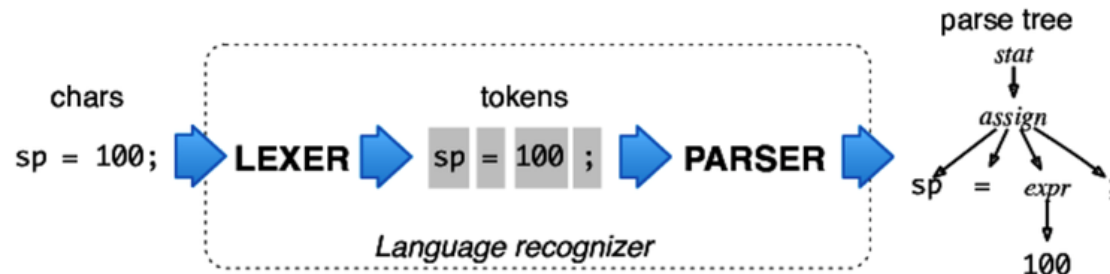 parse tree
stat
chars
tokens
assign
sp = 100;
LEXER
sp = 100 ;
PARSER
sp = expr ;
Language recognizer
100